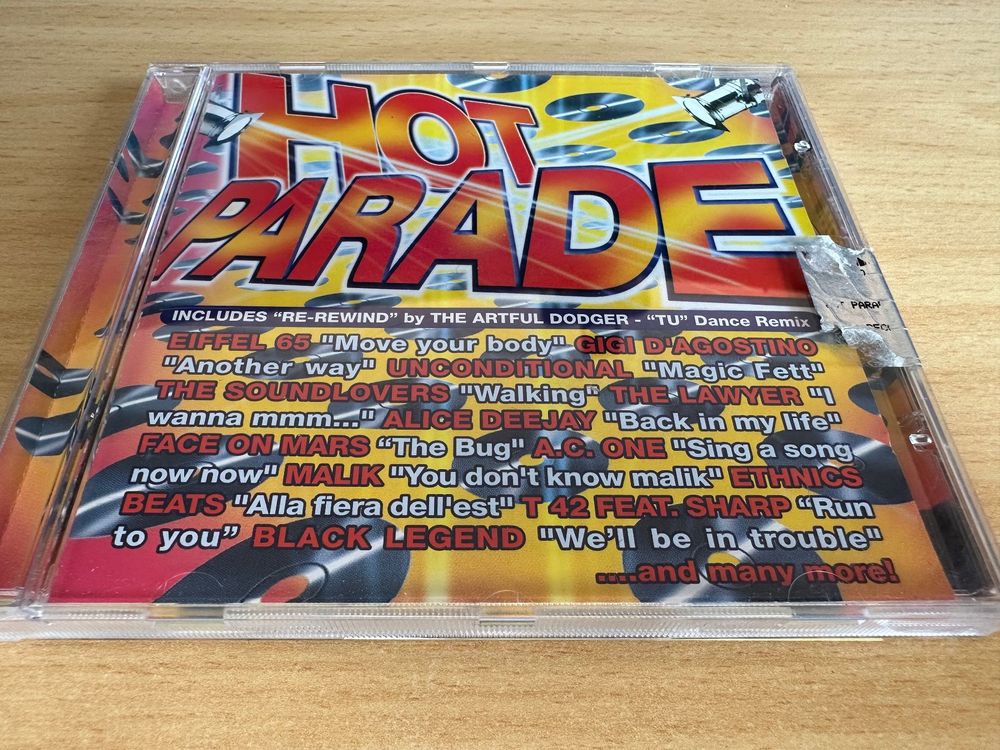 HOT
PARADE
INCLUDES “RE-REWIND” by THE ARTFUL DODGER - “TU” Dance Remix
EIFFEL 65 "Move your body" GIGI D'AGOSTINO
"Another way" UNCONDITIONAL "Magic Fett"
THE SOUNDLOVERS "Walking" THE LAWYER "I
wanna mmm..." ALICE DEEJAY "Back in my life"
FACE ON MARS “The Bug" A.C. ONE "Sing a song
now now" MALIK "You don't know malik" ETHNICS
BEATS "Alla fiera dell'est" T 42 FEAT. SHARP “Run
to you” BLACK LEGEND "We'll be in trouble"
....and many more!